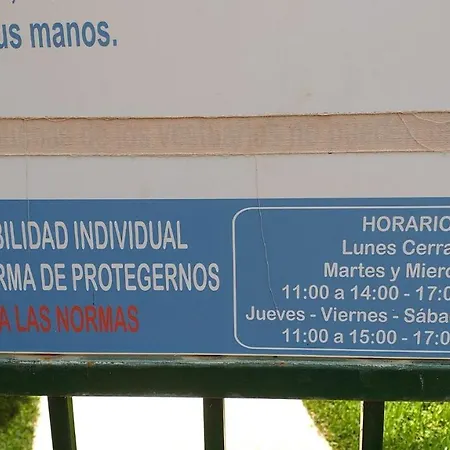 us manos.
BILIDAD INDIVIDUAL
RMA DE PROTEGERNOS
A LAS NORMAS
HORARIO
Lunes Cerra
Martes y Mierc
11:00 a 14:00 - 17:0
Jueves - Viernes - Sába
11:00 a 15:00 - 17:0